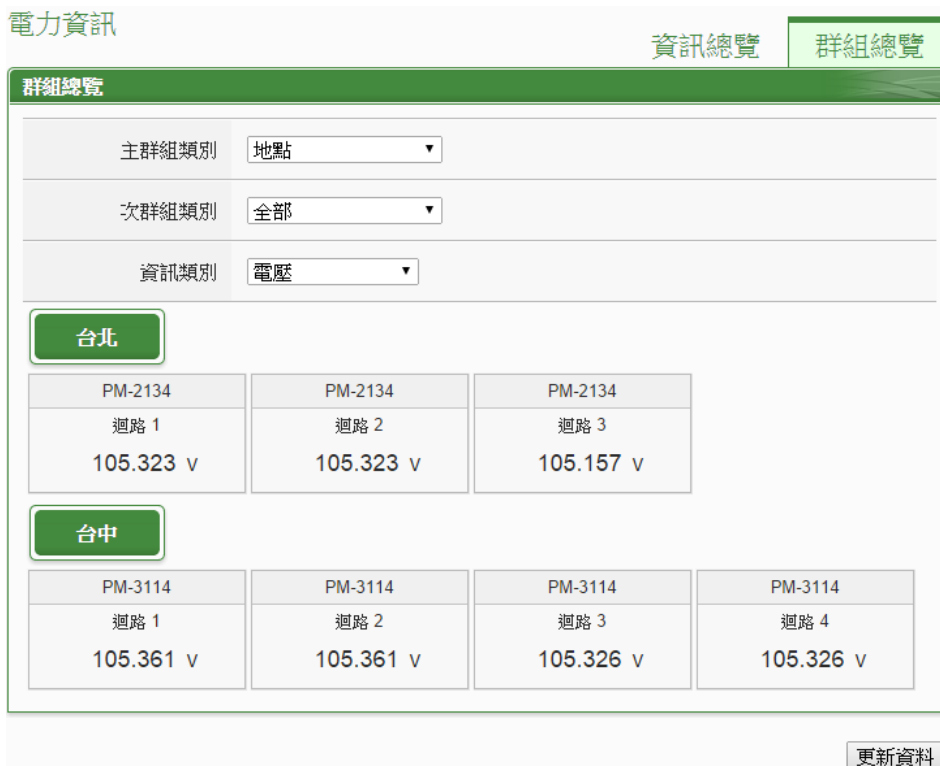 電力資訊
資訊總覽 群組總覽
群組總覽
主群組類別 地點
次群組類別 全部
資訊類別 電壓
台北
PM-2134 PM-2134 PM-2134
迴路 1 迴路 2 迴路 3
105.323 V 105.323 V 105.157 V
台中
PM-3114 PM-3114 PM-3114 PM-3114
迴路 1 迴路 2 迴路 3 迴路 4
105.361 V 105.361 V 105.326 V 105.326 V
更新資料